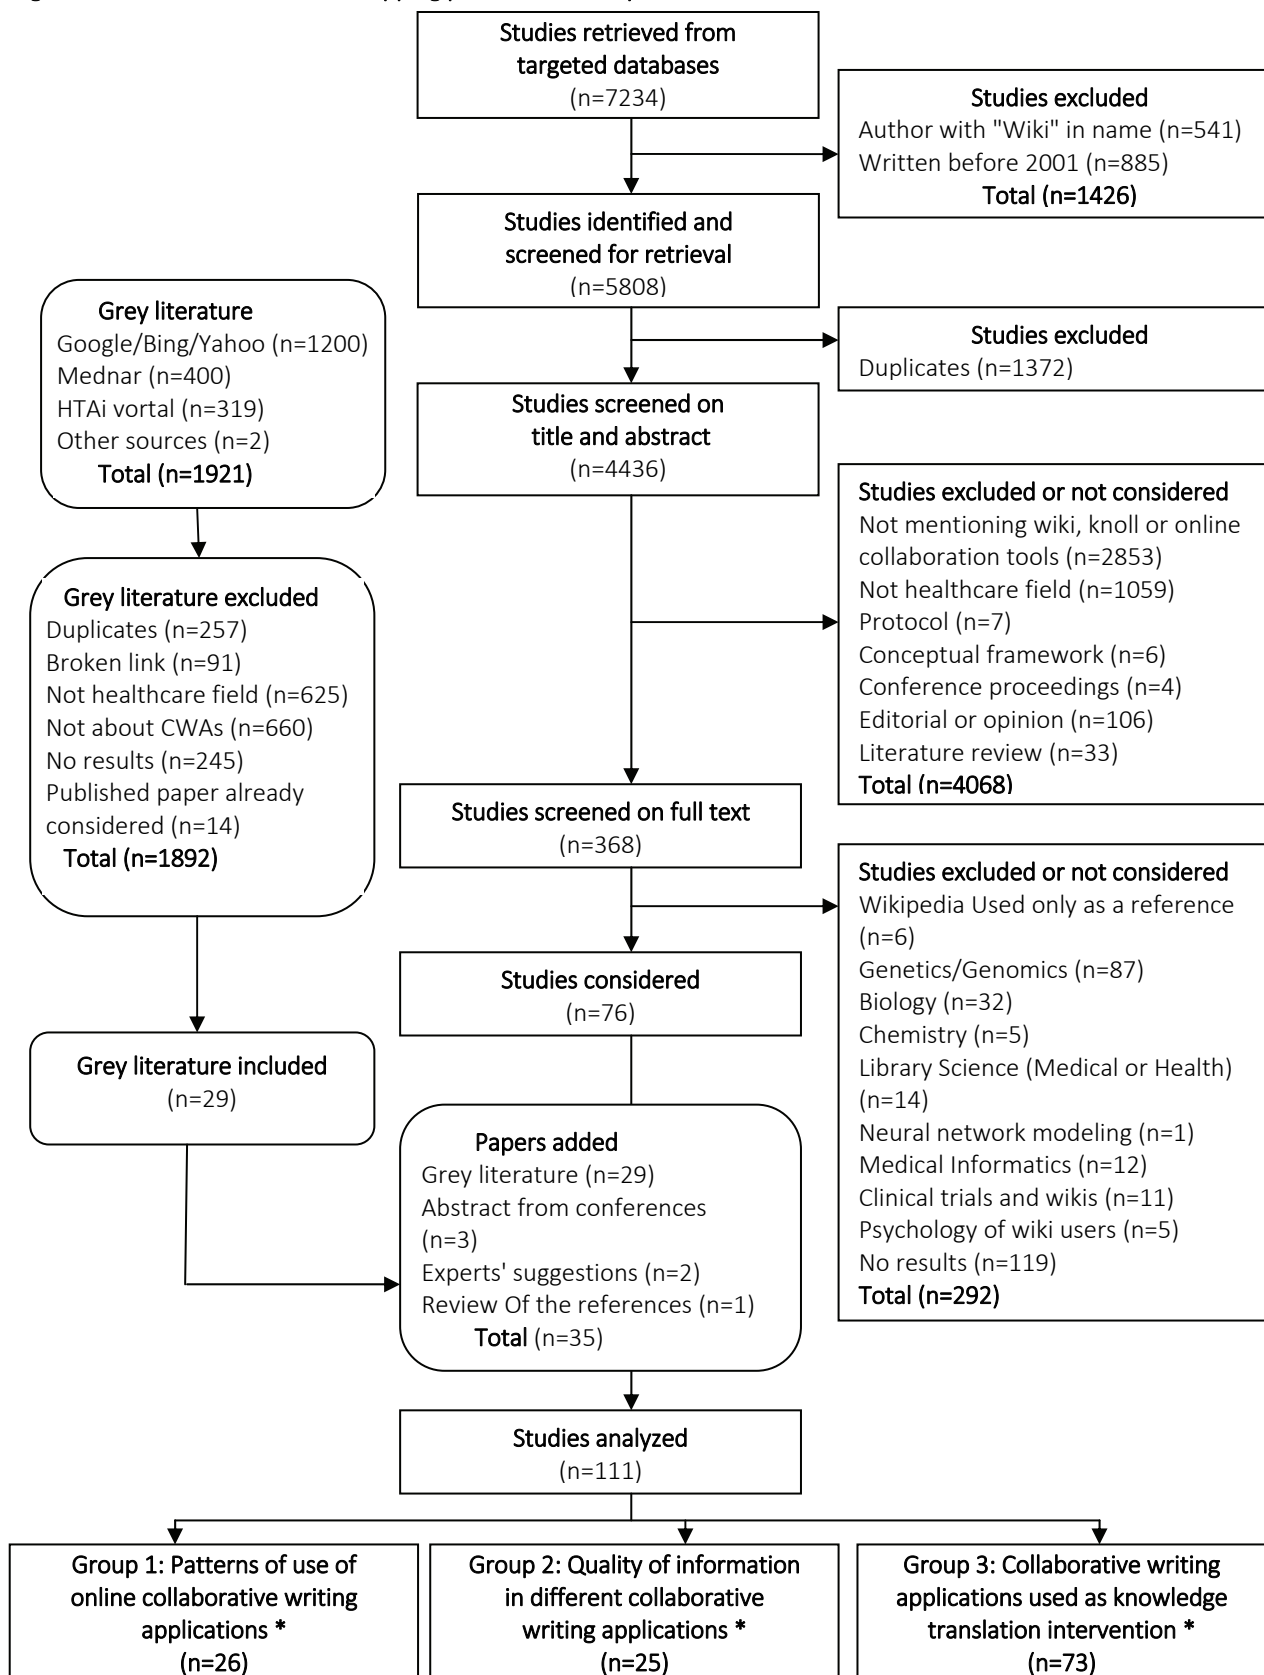 Studies retrieved from
targeted databases
(n=7234)
Studies excluded
Author with "Wiki" in name (n=541)
Written before 2001 (n=885)
Total (n=1426)
Studies identified and
screened for retrieval
(n=5808)
Grey literature
Google/Bing/Yahoo (n=1200)
Mednar (n=400)
HTAi vortal (n=319)
Other sources (n=2)
Total (n=1921)
Studies excluded
Duplicates (n=1372)
Studies screened on
title and abstract
(n=4436)
Studies excluded or not considered
Not mentioning wiki, knoll or online
collaboration tools (n=2853)
Not healthcare field (n=1059)
Protocol (n=7)
Conceptual framework (n=6)
Conference proceedings (n=4)
Editorial or opinion (n=106)
Literature review (n=33)
Total (n=4068)
Grey literature excluded
Duplicates (n=257)
Broken link (n=91)
Not healthcare field (n=625)
Not about CWAs (n=660)
No results (n=245)
Published paper already
considered (n=14)
Total (n=1892)
Studies screened on full text
(n=368)
Studies excluded or not considered
Wikipedia Used only as a reference
(n=6)
Genetics/Genomics (n=87)
Biology (n=32)
Chemistry (n=5)
Library Science (Medical or Health)
(n=14)
Neural network modeling (n=1)
Medical Informatics (n=12)
Clinical trials and wikis (n=11)
Psychology of wiki users (n=5)
No results (n=119)
Total (n=292)
Studies considered
(n=76)
Grey literature included
(n=29)
Papers added
Grey literature (n=29)
Abstract from conferences
(n=3)
Experts' suggestions (n=2)
Review Of the references (n=1)
Total (n=35)
Studies analyzed
(n=111)
Group 1: Patterns of use of
online collaborative writing
applications *
(n=26)
Group 2: Quality of information
in different collaborative
writing applications *
(n=25)
Group 3: Collaborative writing
applications used as knowledge
translation intervention *
(n=73)